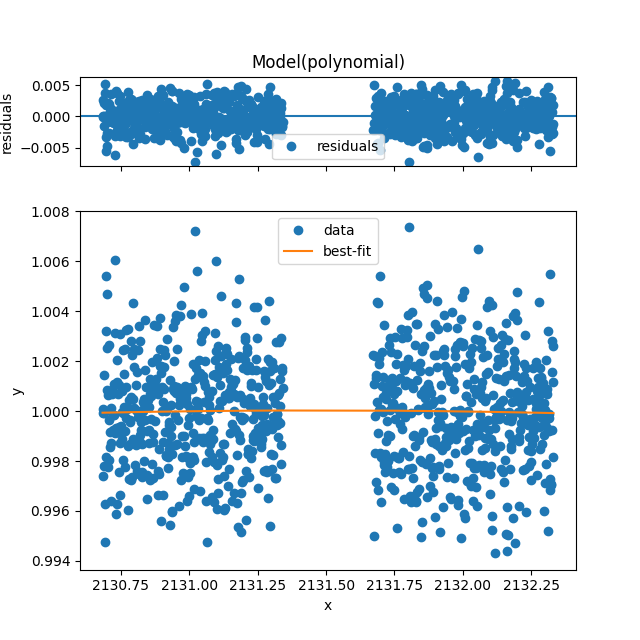 Model(polynomial)
0.005
0.000
−0.005
residuals
residuals
1.008
1.006
1.004
1.002
1.000
0.998
0.996
0.994
y
data
best-fit
2130.75 2131.00 2131.25 2131.50 2131.75 2132.00 2132.25
x